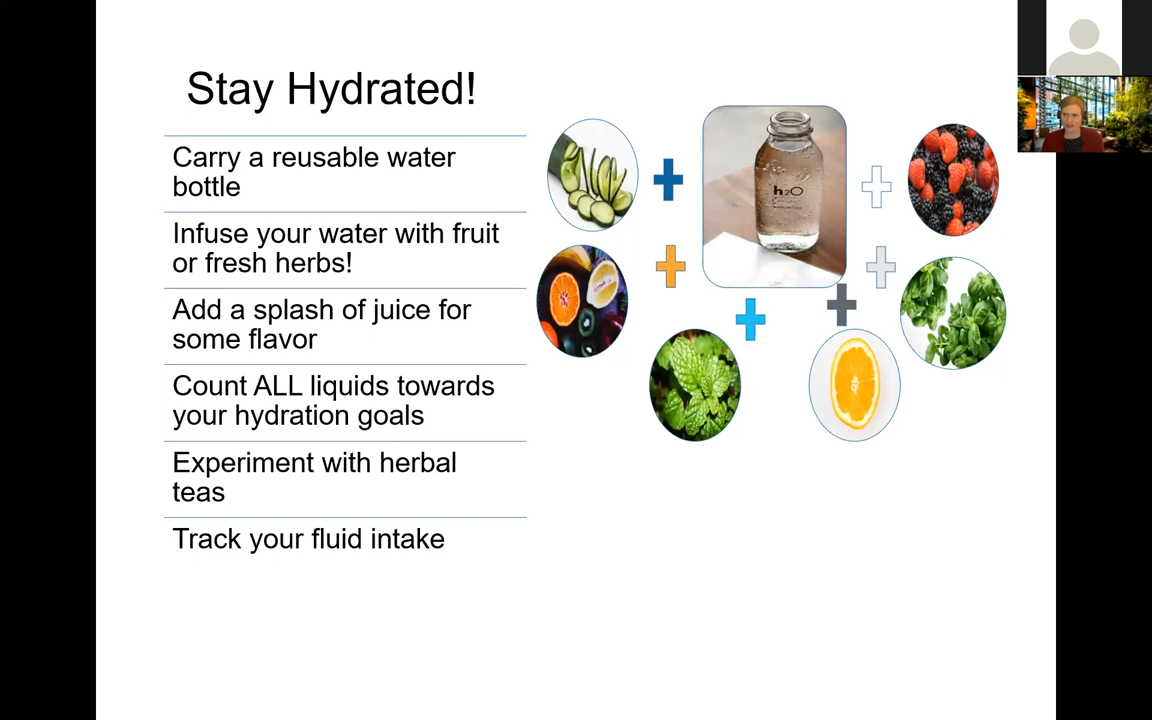 Stay Hydrated!
Carry a reusable water
bottle
Infuse your water with fruit
or fresh herbs!
Add a splash of juice for
some flavor
Count ALL liquids towards
your hydration goals
Experiment with herbal
teas
Track your fluid intake
h2O